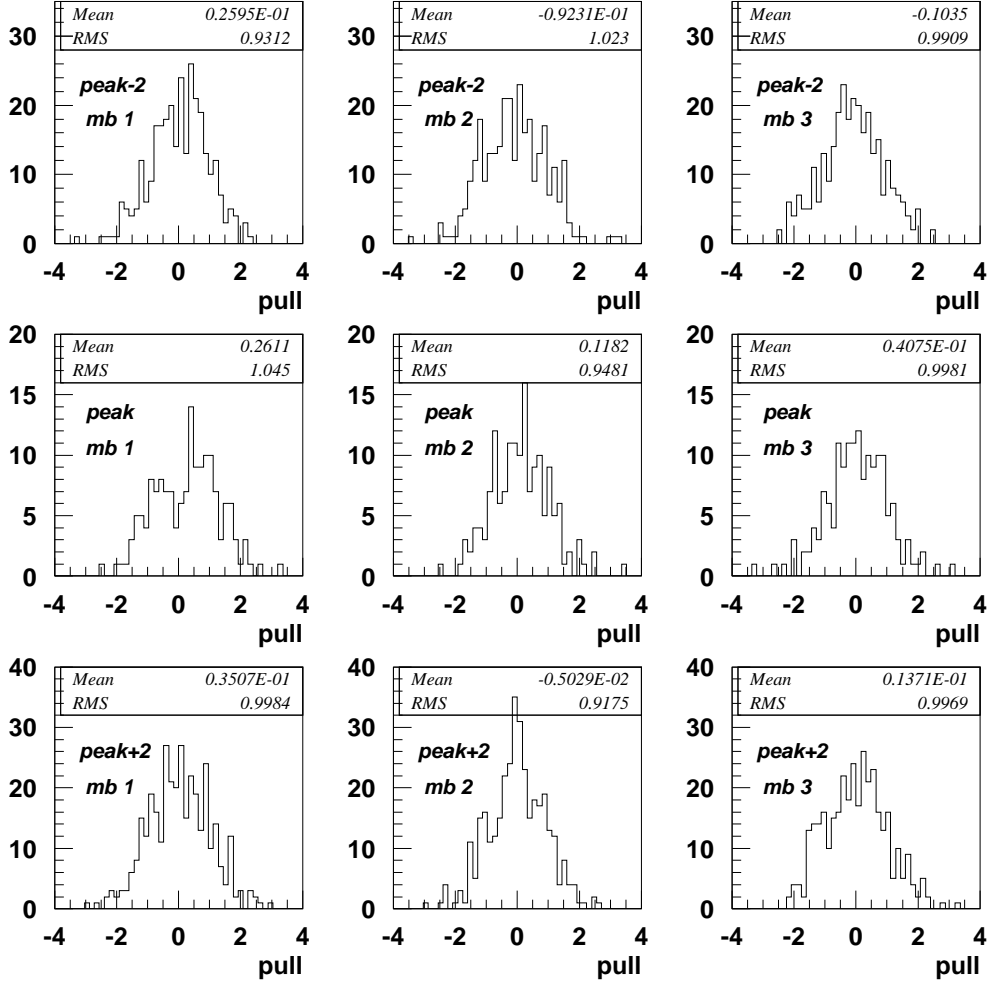 Mean 0.2595E-01
RMS 0.9312
peak-2
mb 1
30
20
10
0
-4 -2 0 2 4
pull
Mean -0.9231E-01
RMS 1.023
peak-2
mb 2
30
20
10
0
-4 -2 0 2 4
pull
Mean -0.1035
RMS 0.9909
peak-2
mb 3
30
20
10
0
-4 -2 0 2 4
pull
Mean 0.2611
RMS 1.045
peak
mb 1
20
15
10
5
0
-4 -2 0 2 4
pull
Mean 0.1182
RMS 0.9481
peak
mb 2
20
15
10
5
0
-4 -2 0 2 4
pull
Mean 0.4075E-01
RMS 0.9981
peak
mb 3
20
15
10
5
0
-4 -2 0 2 4
pull
Mean 0.3507E-01
RMS 0.9984
peak+2
mb 1
40
30
20
10
0
-4 -2 0 2 4
pull
Mean -0.5029E-02
RMS 0.9175
peak+2
mb 2
40
30
20
10
0
-4 -2 0 2 4
pull
Mean 0.1371E-01
RMS 0.9969
peak+2
mb 3
40
30
20
10
0
-4 -2 0 2 4
pull